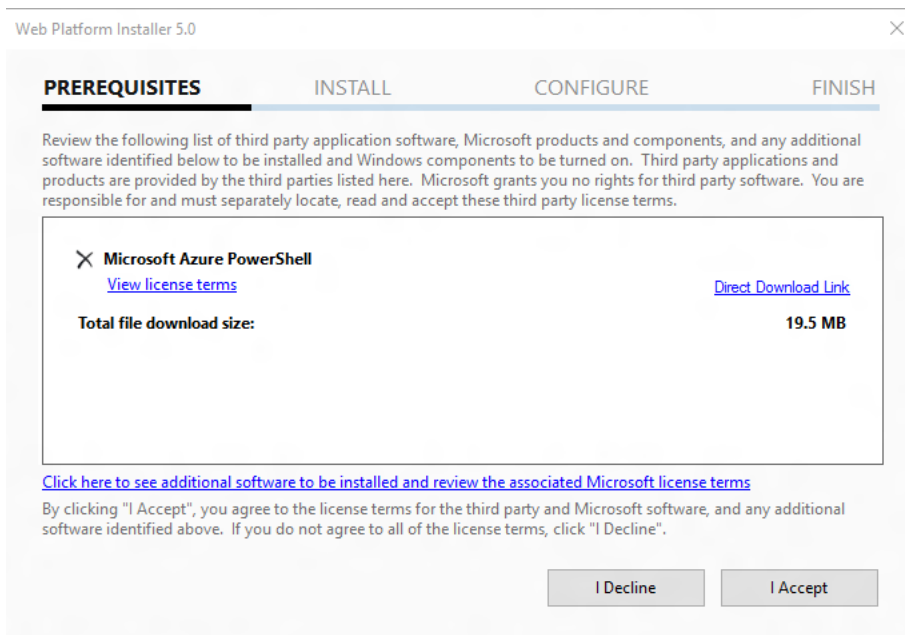 Web Platform Installer 5.0
PREREQUISITES INSTALL CONFIGURE FINISH
Review the following list of third party application software, Microsoft products and components, and any additional
software identified below to be installed and Windows components to be turned on. Third party applications and
products are provided by the third parties listed here. Microsoft grants you no rights for third party software. You are
responsible for and must separately locate, read and accept these third party license terms.
Microsoft Azure PowerShell
View license terms Direct Download Link
Total file download size: 19.5 MB
Click here to see additional software to be installed and review the associated Microsoft license terms
By clicking "I Accept", you agree to the license terms for the third party and Microsoft software, and any additional
software identified above. If you do not agree to all of the license terms, click "I Decline".
I Decline I Accept